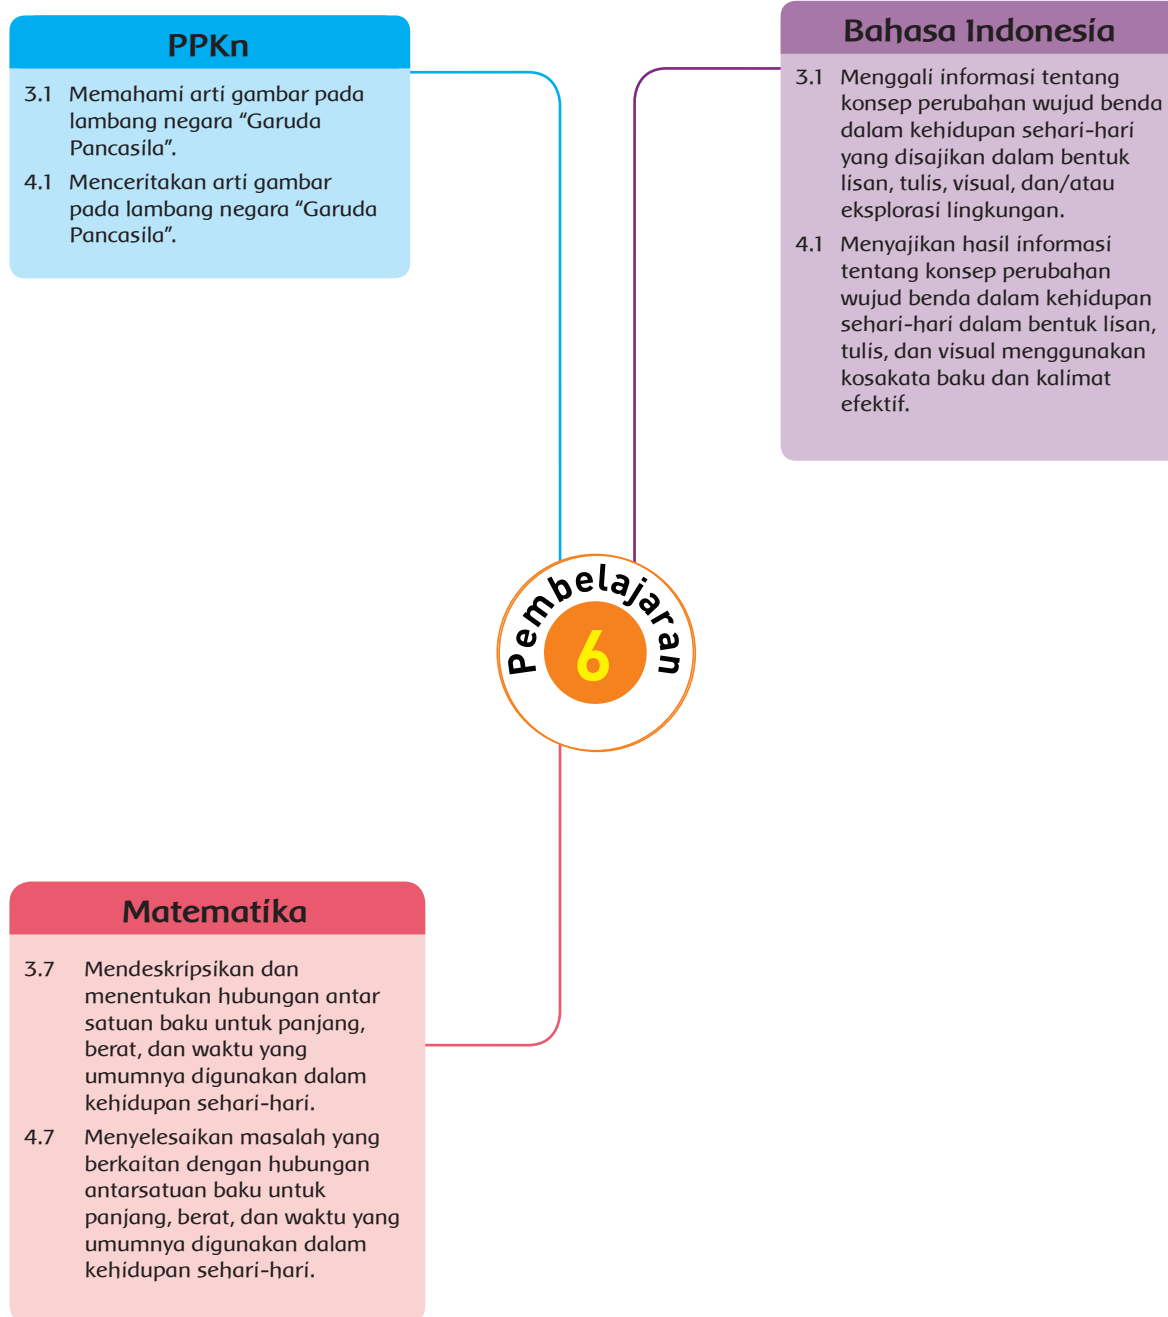 PPKn
3.1 Memahami arti gambar pada
lambang negara “Garuda
Pancasila”.
4.1 Menceritakan arti gambar
pada lambang negara “Garuda
Pancasila”.
Bahasa Indonesia
3.1 Menggali informasi tentang
konsep perubahan wujud benda
dalam kehidupan sehari-hari
yang disajikan dalam bentuk
lisan, tulis, visual, dan/atau
eksplorasi lingkungan.
4.1 Menyajikan hasil informasi
tentang konsep perubahan
wujud benda dalam kehidupan
sehari-hari dalam bentuk lisan,
tulis, dan visual menggunakan
kosakata baku dan kalimat
efektif.
Pembelajaran
6
Matematika
3.7 Mendeskripsikan dan
menentukan hubungan antar
satuan baku untuk panjang,
berat, dan waktu yang
umumnya digunakan dalam
kehidupan sehari-hari.
4.7 Menyelesaikan masalah yang
berkaitan dengan hubungan
antarsatuan baku untuk
panjang, berat, dan waktu yang
umumnya digunakan dalam
kehidupan sehari-hari.